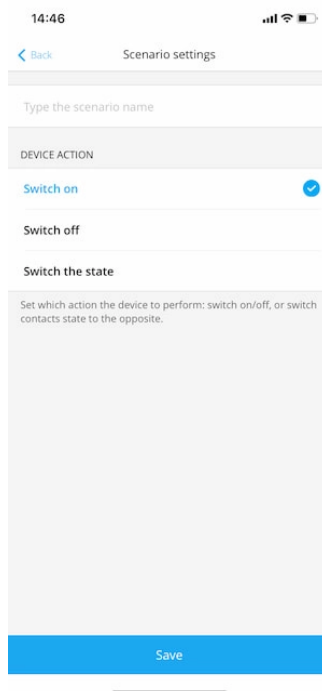 14:46
Back
Scenario settings
Type the scenario name
DEVICE ACTION
Switch on
Switch off
Switch the state
Set which action the device to perform: switch on/off, or switch
contacts state to the opposite.
Save